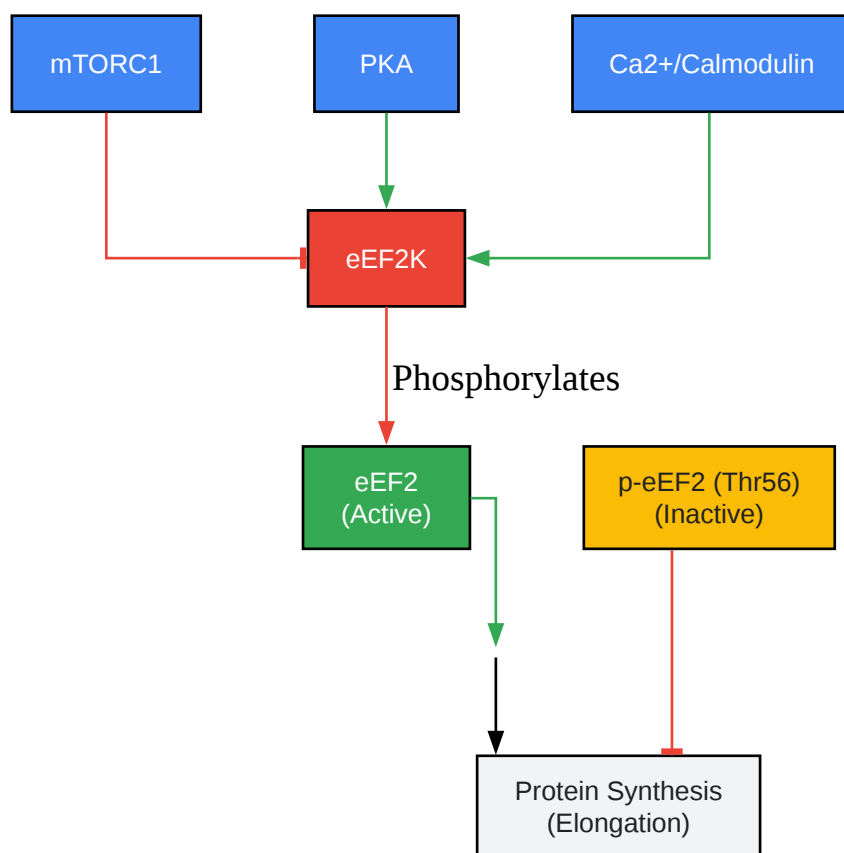 mTORC1
PKA
Ca2+/Calmodulin
eEF2K
Phosphorylates
eEF2
(Active)
p-eEF2 (Thr56)
(Inactive)
Protein Synthesis
(Elongation)